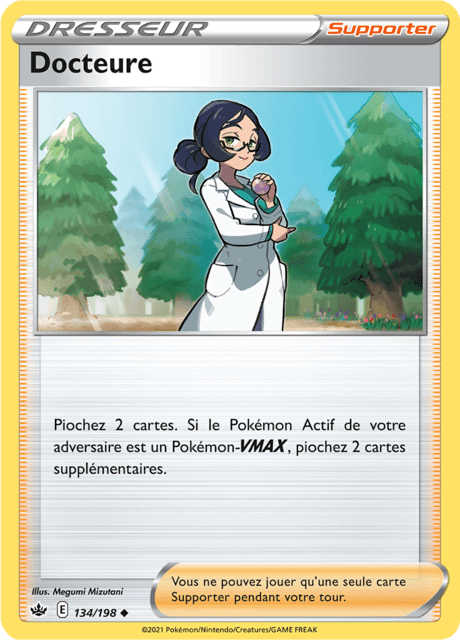 DRESSEUR Supporter
Docteure
Piochez 2 cartes. Si le Pokémon Actif de votre
adversaire est un Pokémon-VMAX, piochez 2 cartes
supplémentaires.
Illus. Megumi Mizutani
E 134/198
Vous ne pouvez jouer qu'une seule carte
Supporter pendant votre tour.
©2021 Pokémon/Nintendo/Creatures/GAME FREAK